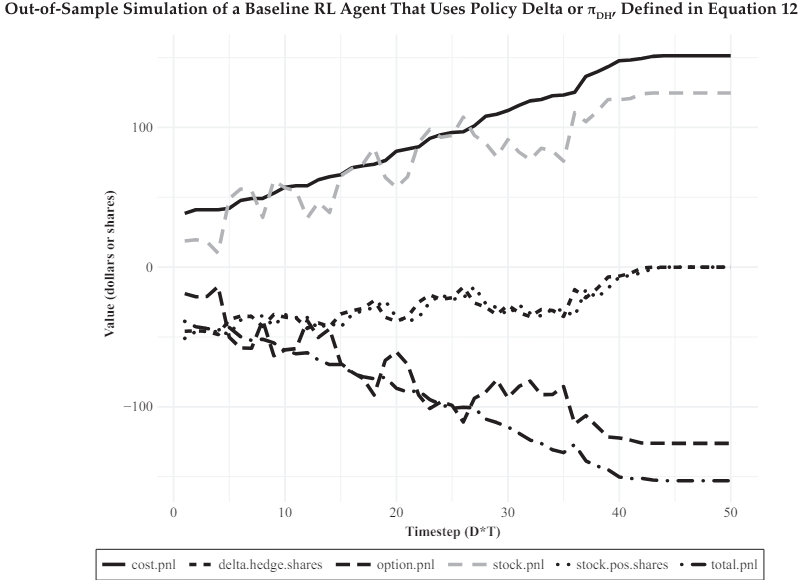 Out-of-Sample Simulation of a Baseline RL Agent That Uses Policy Delta or π_DH, Defined in Equation 12
100
0
−100
Value (dollars or shares)
0 10 20 30 40 50
Timestep (D*T)
cost.pnl delta.hedge.shares option.pnl stock.pnl stock.pos.shares total.pnl